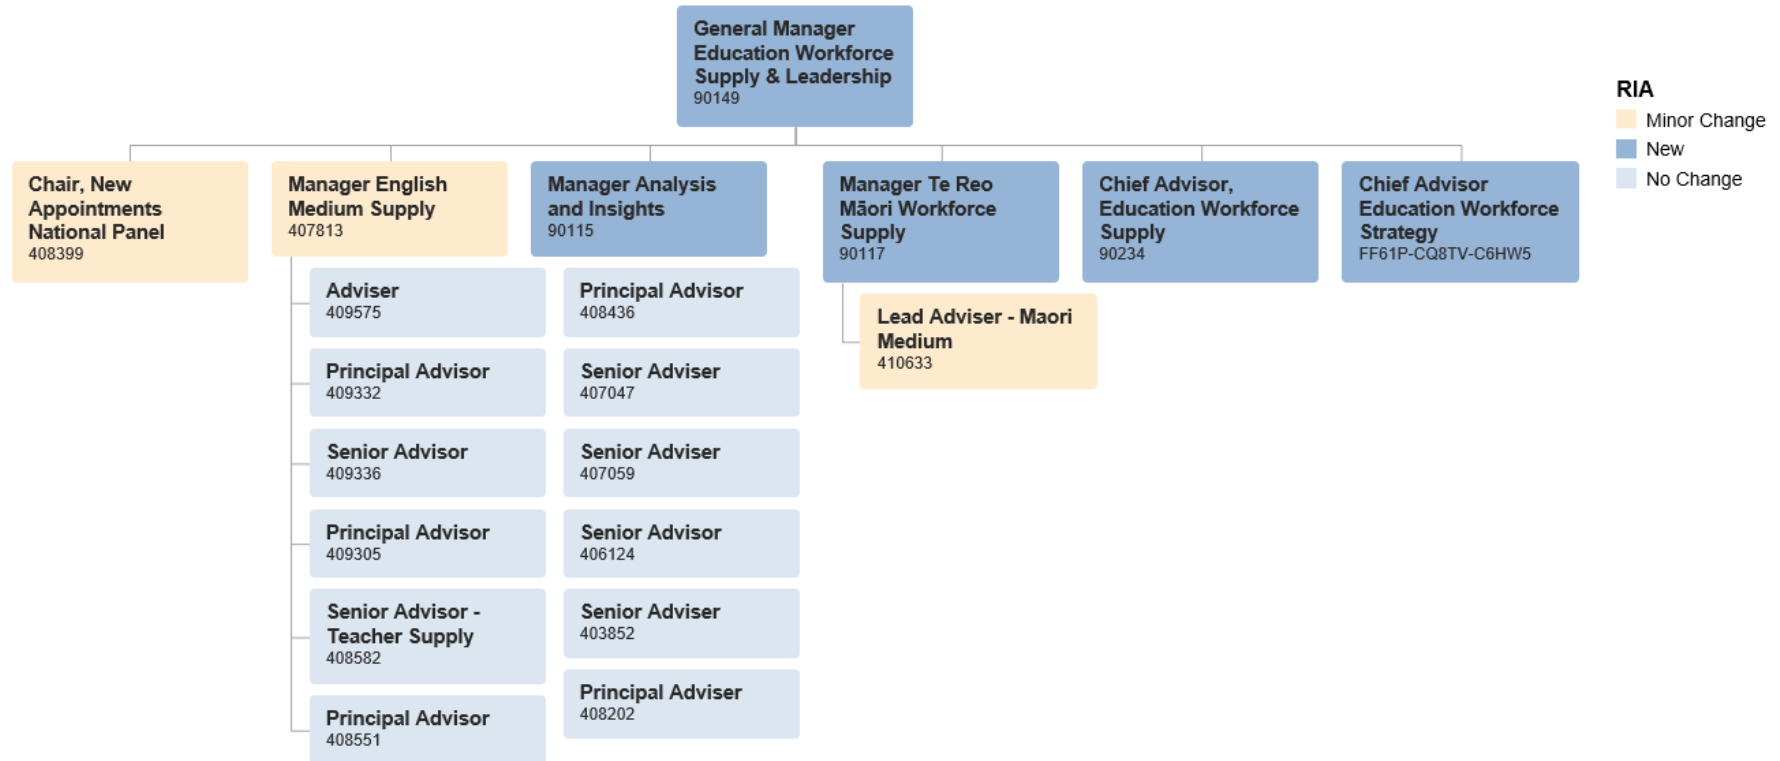 General Manager
Education Workforce
Supply & Leadership
90149
RIA
Minor Change
New
No Change
Chair, New
Appointments
National Panel
408399
Manager English
Medium Supply
407813
Manager Analysis
and Insights
90115
Manager Te Reo
Māori Workforce
Supply
90117
Chief Advisor,
Education Workforce
Supply
90234
Chief Advisor
Education Workforce
Strategy
FF61P-CQ8TV-C6HW5
Adviser
409575
Principal Advisor
409332
Senior Advisor
409336
Principal Advisor
409305
Senior Advisor -
Teacher Supply
408582
Principal Advisor
408551
Principal Advisor
408436
Senior Adviser
407047
Senior Adviser
407059
Senior Advisor
406124
Senior Adviser
403852
Principal Adviser
408202
Lead Adviser - Maori
Medium
410633